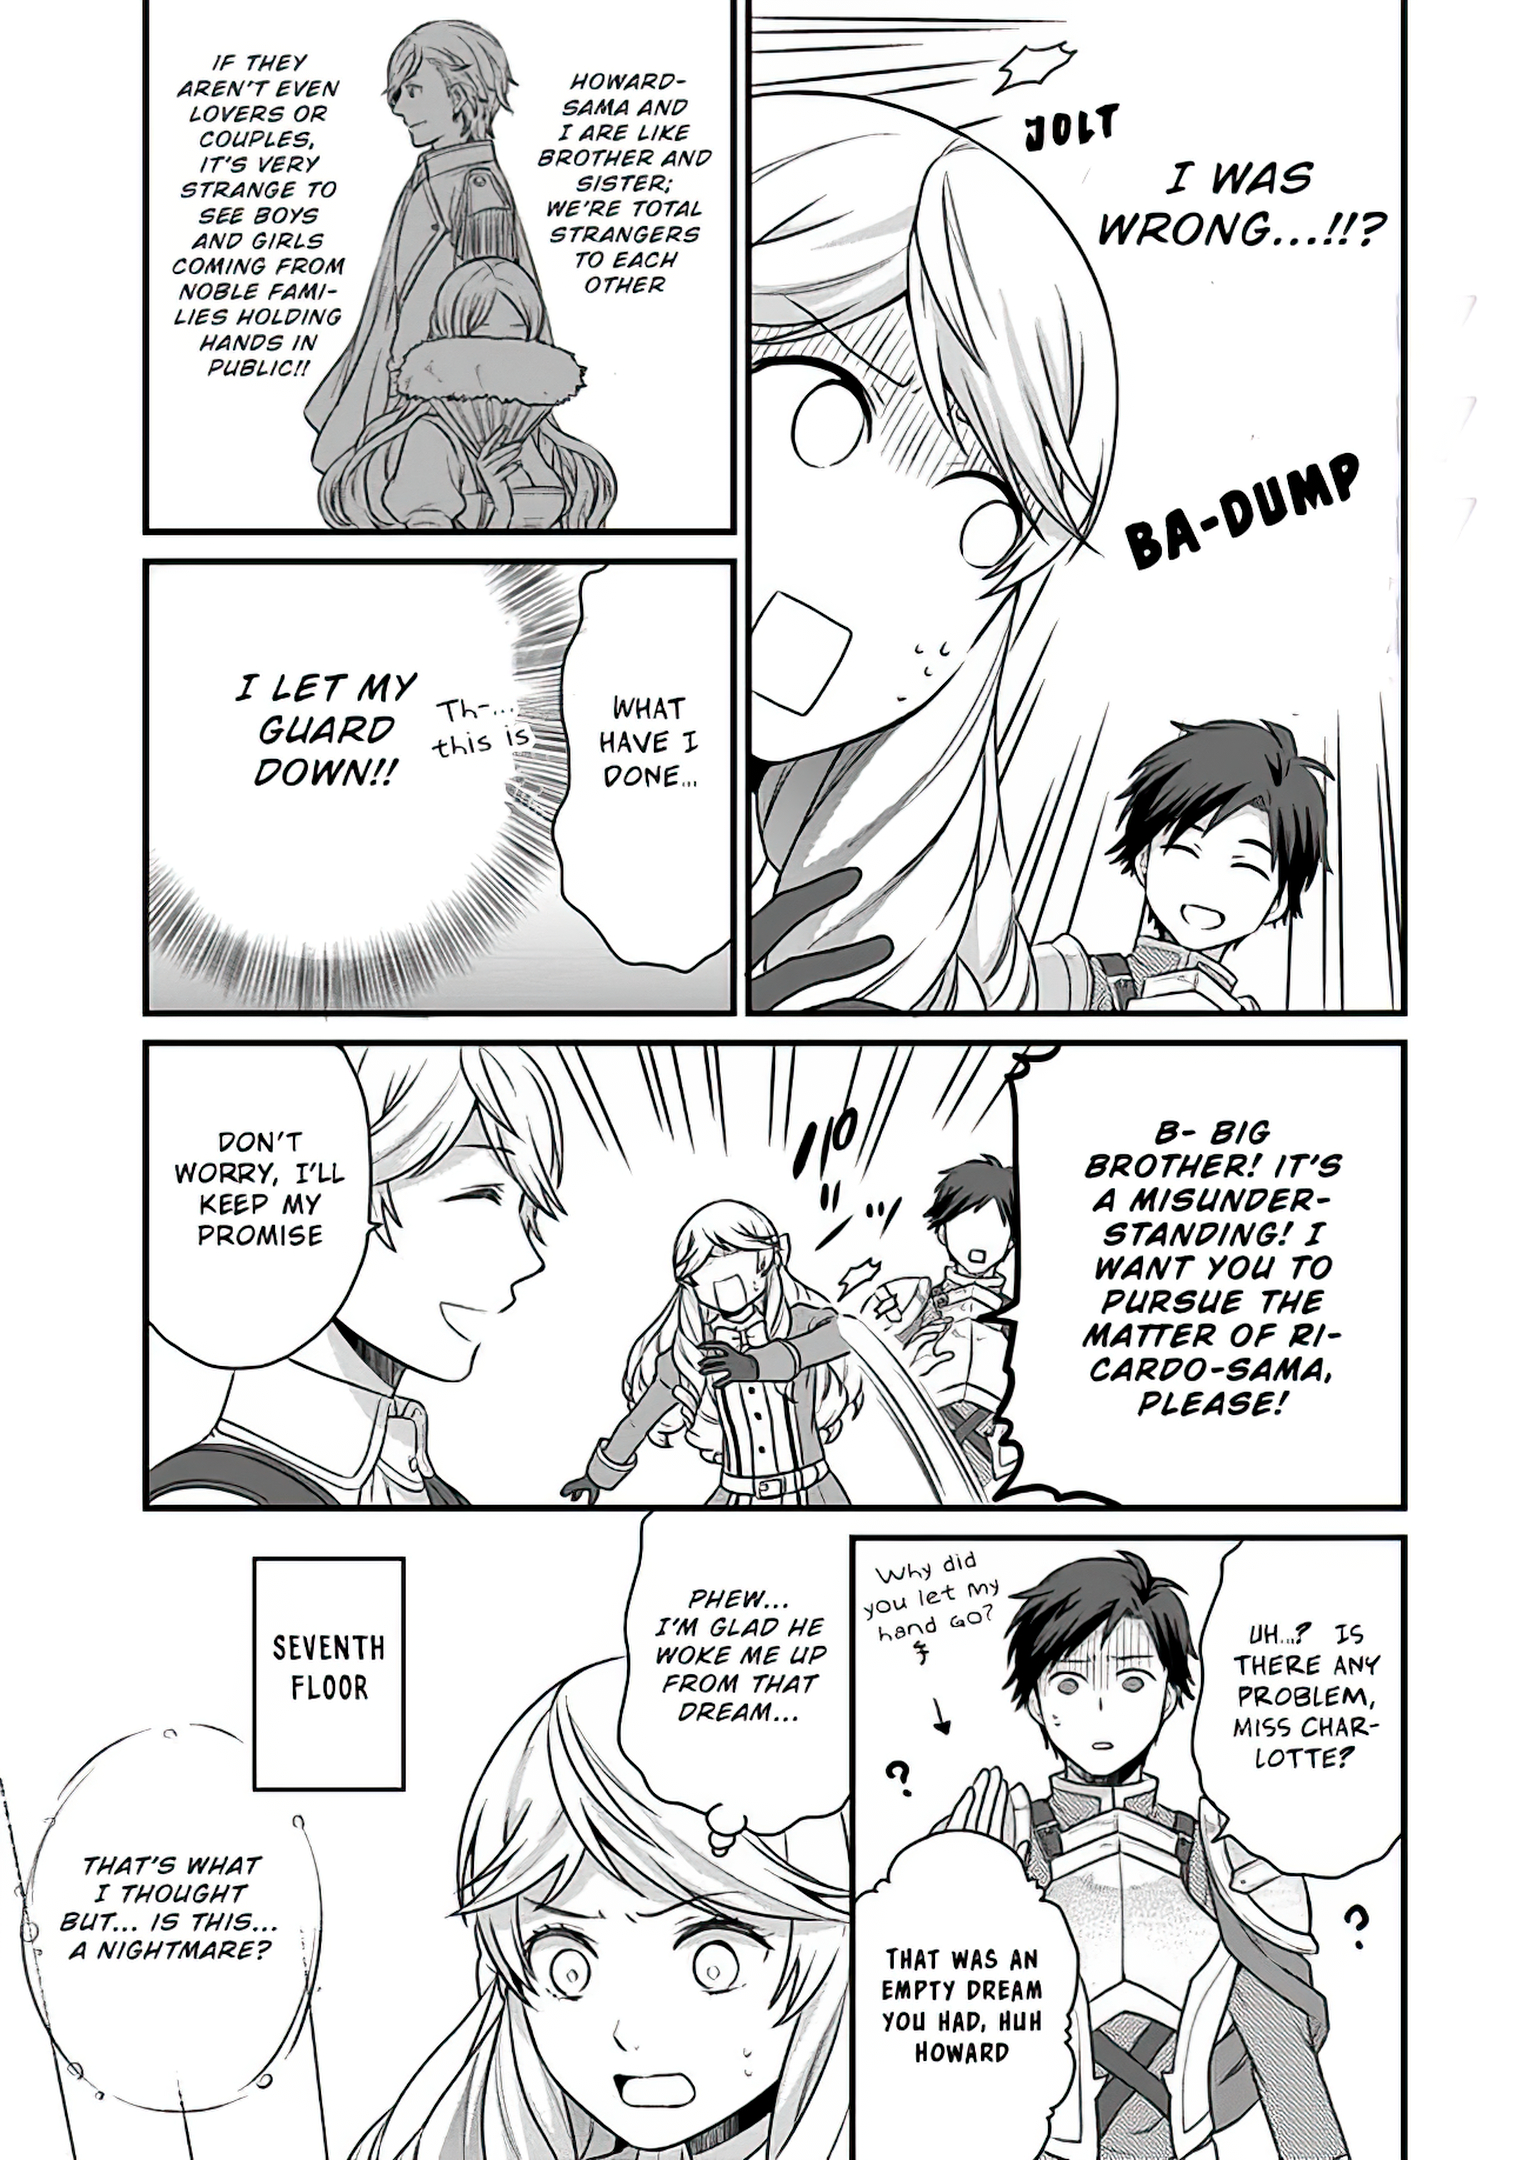 JOLT
I WAS
WRONG...!!?
BA-DUMP
HOWARD-
SAMA AND
I ARE LIKE
BROTHER AND
SISTER;
WE'RE TOTAL
STRANGERS
TO EACH
OTHER
IF THEY
AREN'T EVEN
LOVERS OR
COUPLES,
IT'S VERY
STRANGE TO
SEE BOYS
AND GIRLS
COMING FROM
NOBLE FAMI-
LIES HOLDING
HANDS IN
PUBLIC!!
WHAT
HAVE I
DONE...
Th-...
this is
I LET MY
GUARD
DOWN!!
B- BIG
BROTHER! IT'S
A MISUNDER-
STANDING! I
WANT YOU TO
PURSUE THE
MATTER OF RI-
CARDO-SAMA,
PLEASE!
DON'T
WORRY, I'LL
KEEP MY
PROMISE
UH...? IS
THERE ANY
PROBLEM,
MISS CHAR-
LOTTE?
Why did
you let my
hand GO?
手
?
?
THAT WAS AN
EMPTY DREAM
YOU HAD, HUH
HOWARD
PHEW...
I'M GLAD HE
WOKE ME UP
FROM THAT
DREAM...
SEVENTH
FLOOR
THAT'S WHAT
I THOUGHT
BUT... IS THIS...
A NIGHTMARE?